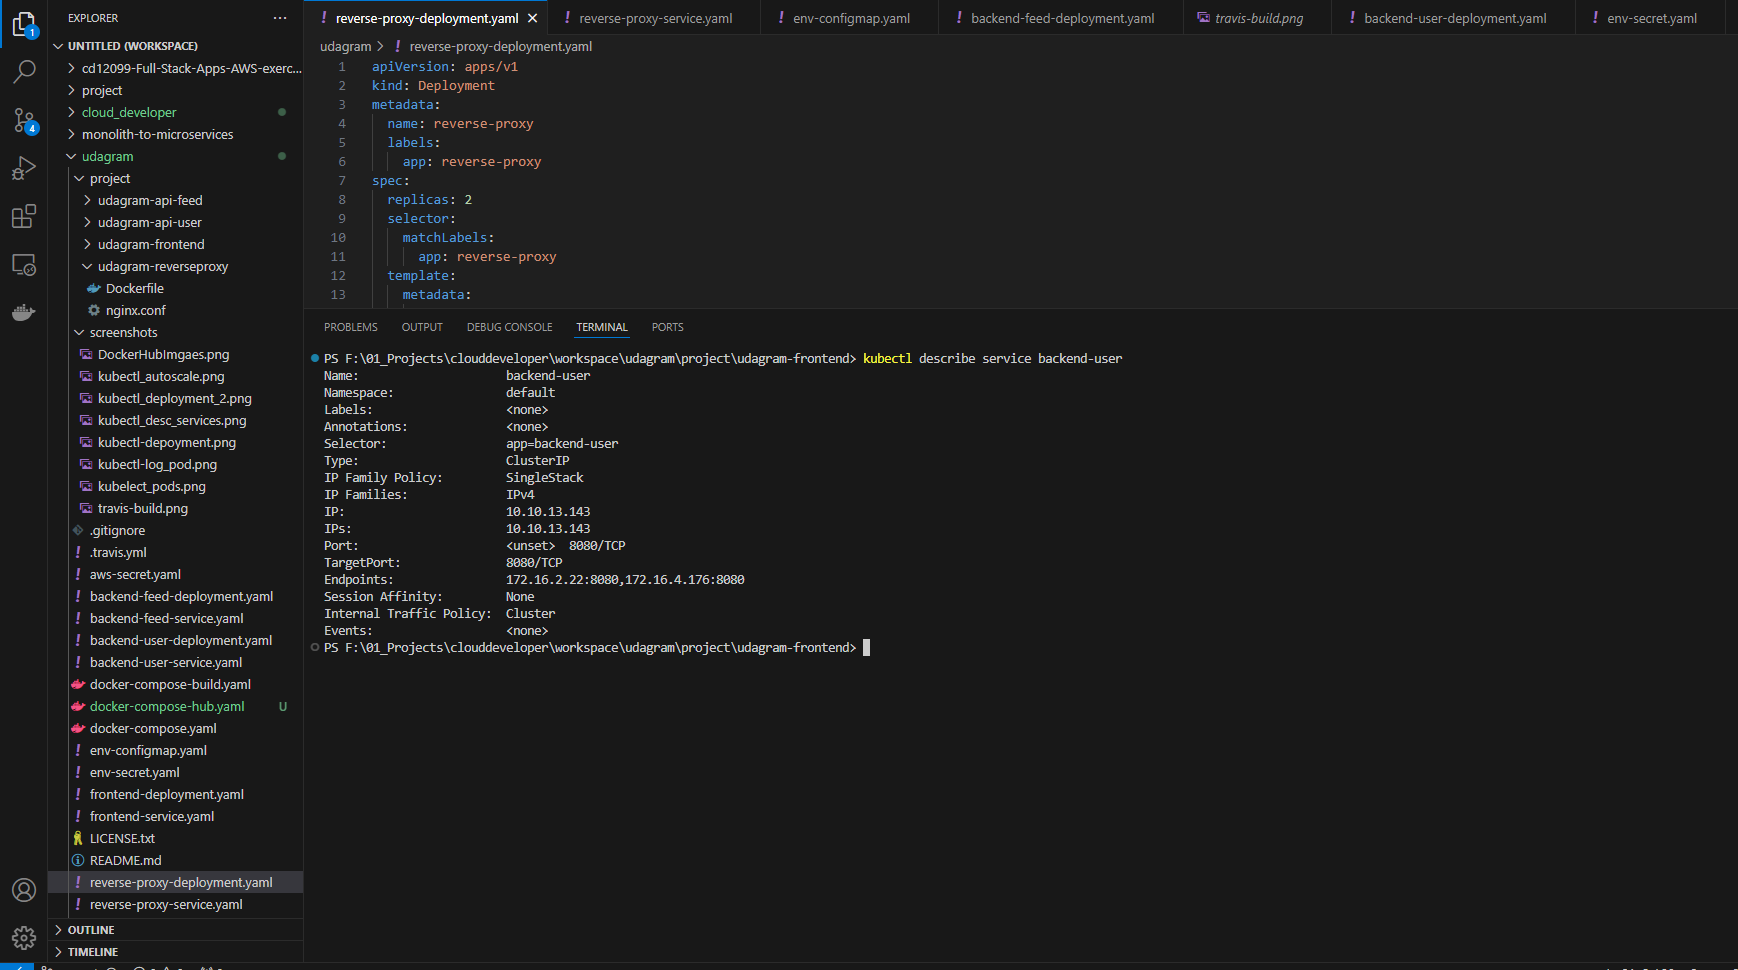 EXPLORER
UNTITLED (WORKSPACE)
cd12099-Full-Stack-Apps-AWS-exerc...
project
cloud_developer
monolith-to-microservices
udagram
project
udagram-api-feed
udagram-api-user
udagram-frontend
udagram-reverseproxy
Dockerfile
nginx.conf
screenshots
DockerHubImgaes.png
kubectl_autoscale.png
kubectl_deployment_2.png
kubectl_desc_services.png
kubectl-depoyment.png
kubectl-log_pod.png
kubelect_pods.png
travis-build.png
.gitignore
.travis.yml
aws-secret.yaml
backend-feed-deployment.yaml
backend-feed-service.yaml
backend-user-deployment.yaml
backend-user-service.yaml
docker-compose-build.yaml
docker-compose-hub.yaml U
docker-compose.yaml
env-configmap.yaml
env-secret.yaml
frontend-deployment.yaml
frontend-service.yaml
LICENSE.txt
README.md
reverse-proxy-deployment.yaml
reverse-proxy-service.yaml
OUTLINE
TIMELINE
1
4
reverse-proxy-deployment.yaml reverse-proxy-service.yaml env-configmap.yaml backend-feed-deployment.yaml travis-build.png backend-user-deployment.yaml env-secret.yaml
udagram > ! reverse-proxy-deployment.yaml
1 apiVersion: apps/v1
2 kind: Deployment
3 metadata:
4 name: reverse-proxy
5 labels:
6 app: reverse-proxy
7 spec:
8 replicas: 2
9 selector:
10 matchLabels:
11 app: reverse-proxy
12 template:
13 metadata:
PROBLEMS OUTPUT DEBUG CONSOLE TERMINAL PORTS
PS F:\01_Projects\clouddeveloper\workspace\udagram\project\udagram-frontend> kubectl describe service backend-user
Name: backend-user
Namespace: default
Labels: <none>
Annotations: <none>
Selector: app=backend-user
Type: ClusterIP
IP Family Policy: SingleStack
IP Families: IPv4
IP: 10.10.13.143
IPs: 10.10.13.143
Port: <unset> 8080/TCP
TargetPort: 8080/TCP
Endpoints: 172.16.2.22:8080,172.16.4.176:8080
Session Affinity: None
Internal Traffic Policy: Cluster
Events: <none>
PS F:\01_Projects\clouddeveloper\workspace\udagram\project\udagram-frontend>